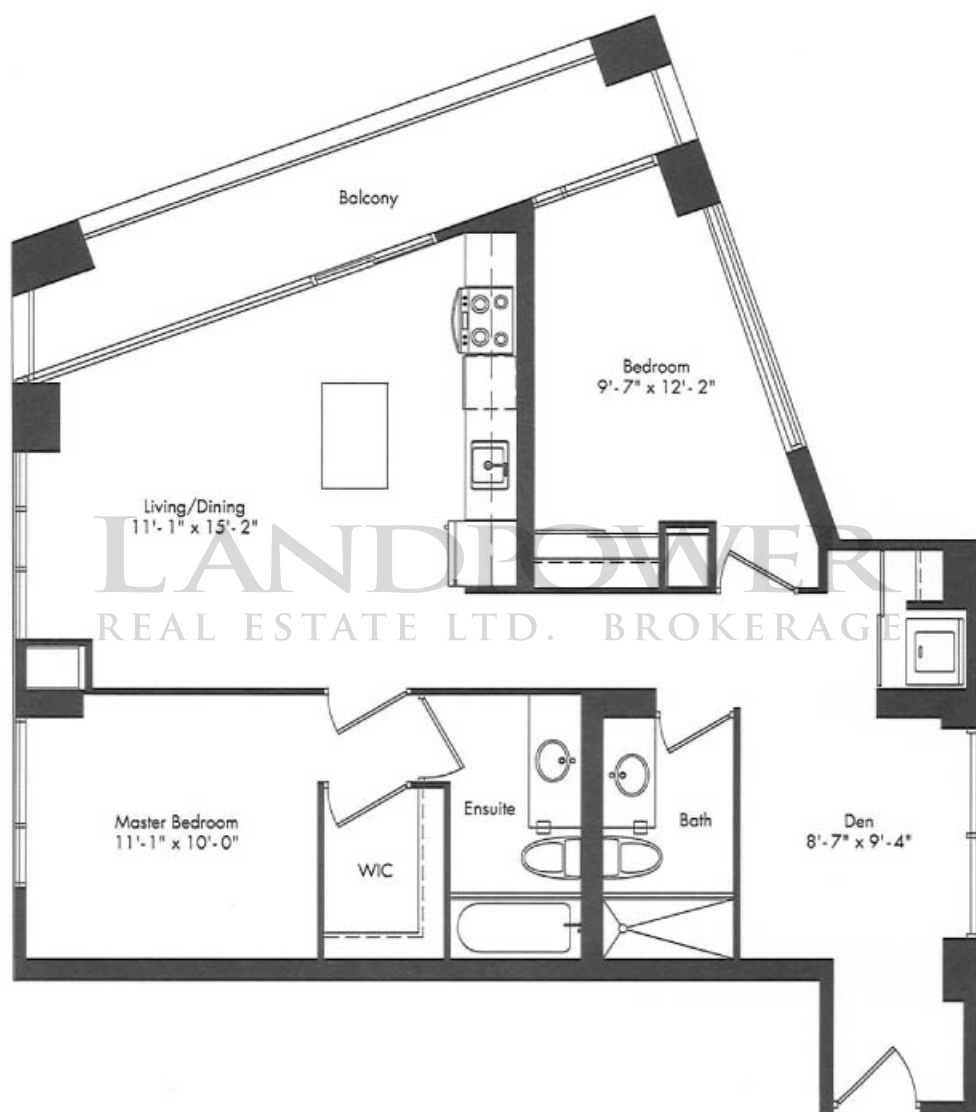 Balcony
Bedroom
9'-7" x 12'-2"
Living/Dining
11'-1" x 15'-2"
LANDPOWER
REAL ESTATE LTD. BROKERAGE
Master Bedroom
11'-1" x 10'-0"
WIC
Ensuite
Bath
Den
8'-7" x 9'-4"